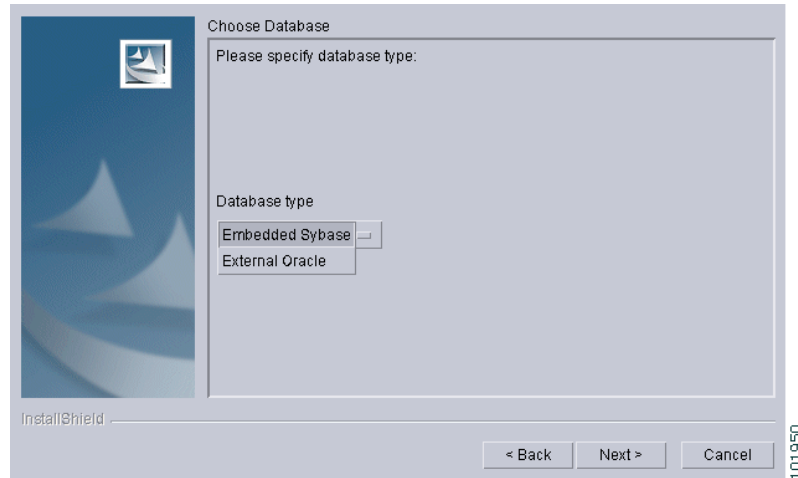 Choose Database
Please specify database type:
Database type
Embedded Sybase
External Oracle
InstallShield
< Back Next > Cancel
101950